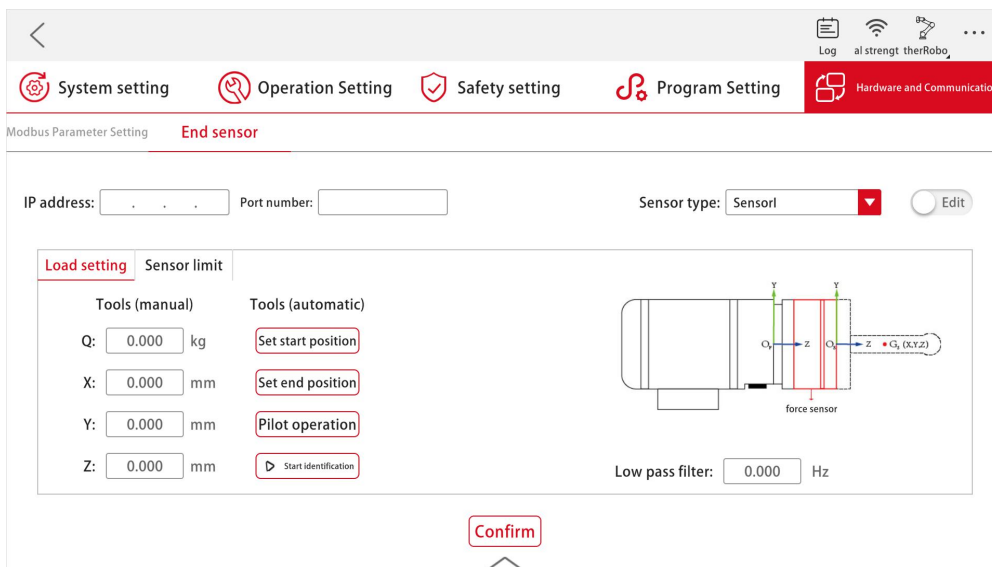 Log al strengt therRobo
System setting Operation Setting Safety setting Program Setting Hardware and Communicatio
Modbus Parameter Setting End sensor
IP address: . . . Port number: Sensor type: SensorI Edit
Load setting Sensor limit
Tools (manual) Tools (automatic)
Q: 0.000 kg Set start position
X: 0.000 mm Set end position
Y: 0.000 mm Pilot operation
Z: 0.000 mm Start identification
Y Y
Z Z G (X,Y,Z)
force sensor
Low pass filter: 0.000 Hz
Confirm